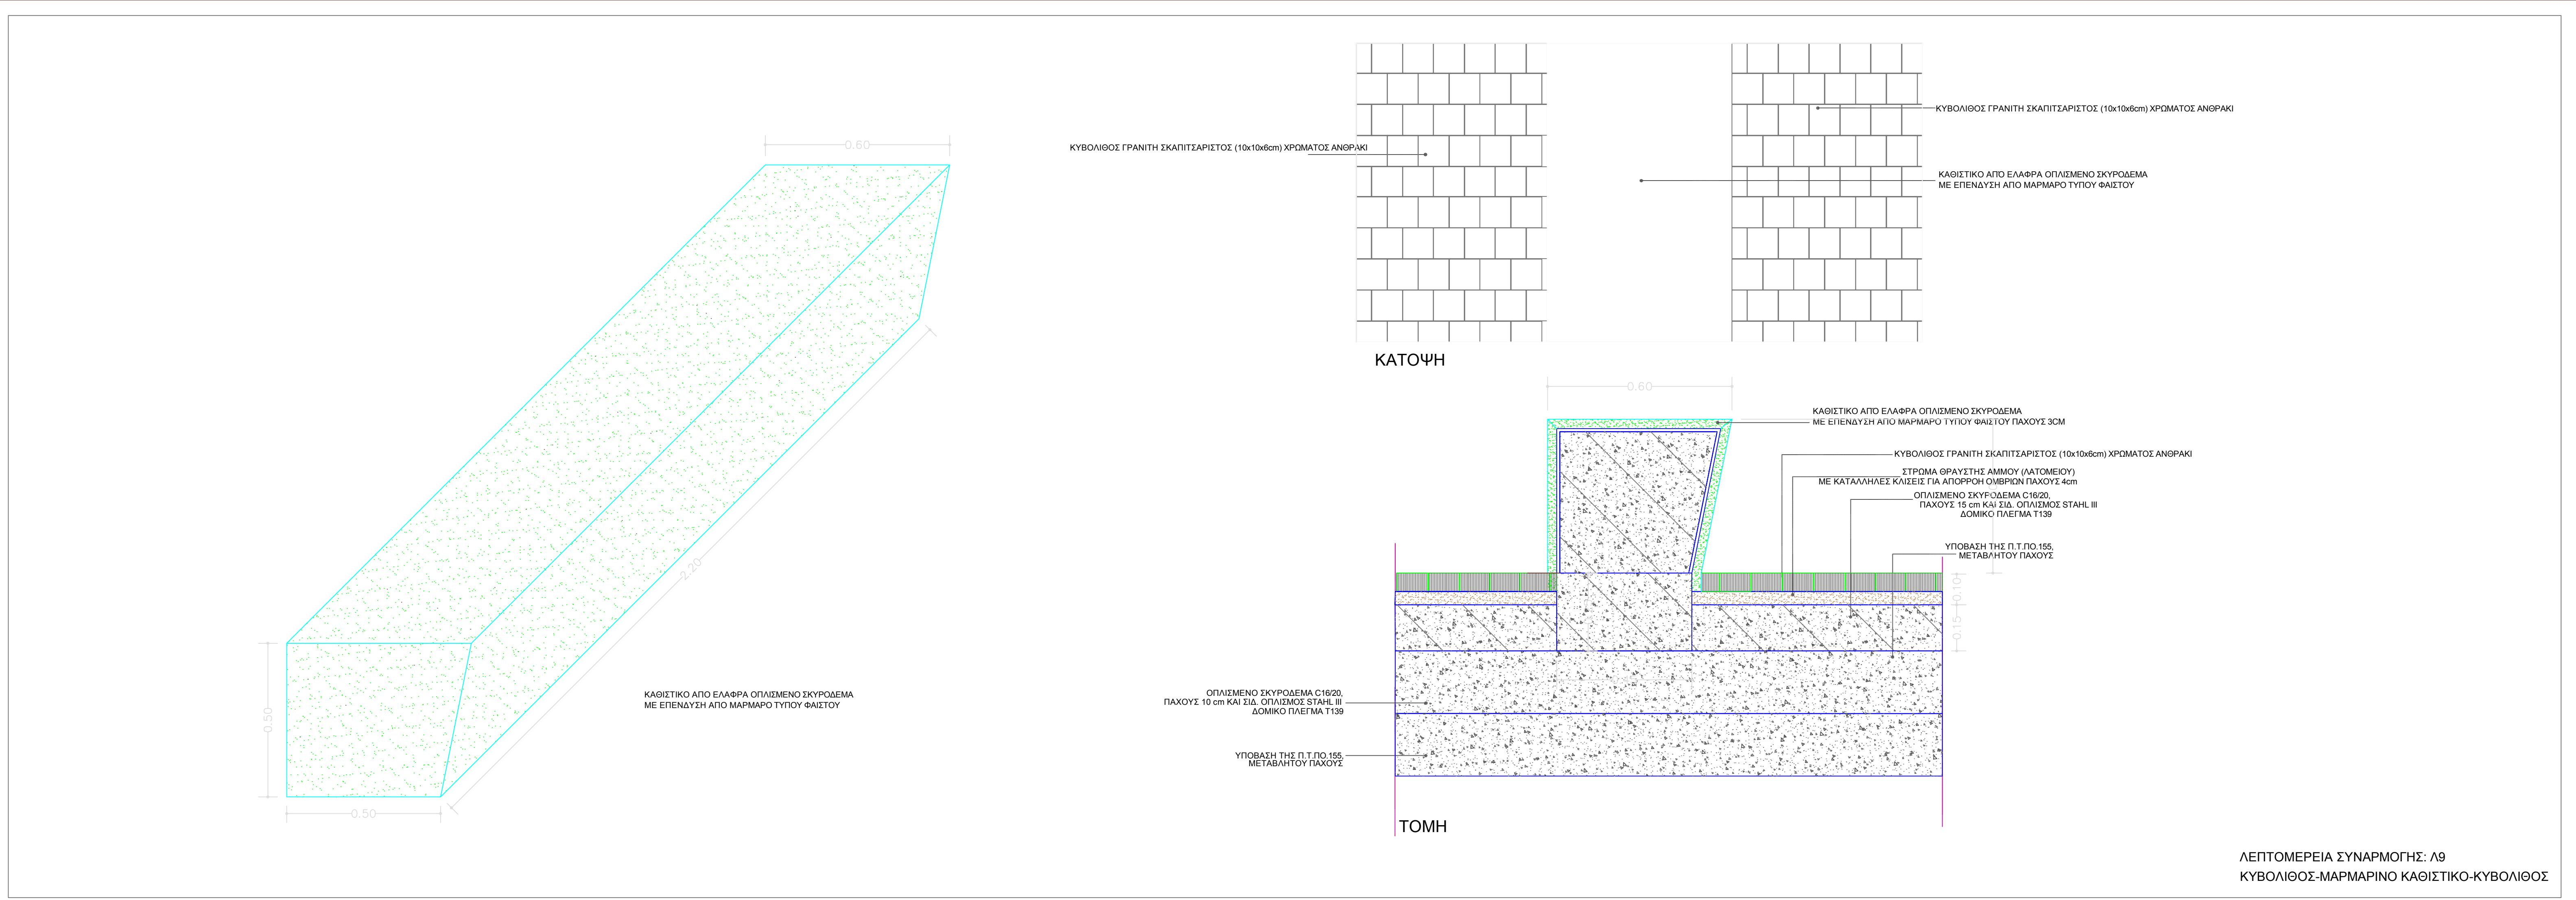 0.60
0.50
0.50
2.20
ΚΑΘΙΣΤΙΚΟ ΑΠΟ ΕΛΑΦΡΑ ΟΠΛΙΣΜΕΝΟ ΣΚΥΡΟΔΕΜΑ
ΜΕ ΕΠΕΝΔΥΣΗ ΑΠΟ ΜΑΡΜΑΡΟ ΤΥΠΟΥ ΦΑΙΣΤΟΥ
ΚΥΒΟΛΙΘΟΣ ΓΡΑΝΙΤΗ ΣΚΑΠΙΤΣΑΡΙΣΤΟΣ (10x10x6cm) ΧΡΩΜΑΤΟΣ ΑΝΘΡΑΚΙ
ΚΥΒΟΛΙΘΟΣ ΓΡΑΝΙΤΗ ΣΚΑΠΙΤΣΑΡΙΣΤΟΣ (10x10x6cm) ΧΡΩΜΑΤΟΣ ΑΝΘΡΑΚΙ
ΚΑΘΙΣΤΙΚΟ ΑΠΟ ΕΛΑΦΡΑ ΟΠΛΙΣΜΕΝΟ ΣΚΥΡΟΔΕΜΑ
ΜΕ ΕΠΕΝΔΥΣΗ ΑΠΟ ΜΑΡΜΑΡΟ ΤΥΠΟΥ ΦΑΙΣΤΟΥ
ΚΑΤΟΨΗ
0.60
ΚΑΘΙΣΤΙΚΟ ΑΠΟ ΕΛΑΦΡΑ ΟΠΛΙΣΜΕΝΟ ΣΚΥΡΟΔΕΜΑ
ΜΕ ΕΠΕΝΔΥΣΗ ΑΠΟ ΜΑΡΜΑΡΟ ΤΥΠΟΥ ΦΑΙΣΤΟΥ ΠΑΧΟΥΣ 3CM
ΚΥΒΟΛΙΘΟΣ ΓΡΑΝΙΤΗ ΣΚΑΠΙΤΣΑΡΙΣΤΟΣ (10x10x6cm) ΧΡΩΜΑΤΟΣ ΑΝΘΡΑΚΙ
ΣΤΡΩΜΑ ΘΡΑΥΣΤΗΣ ΑΜΜΟΥ (ΛΑΤΟΜΕΙΟΥ)
ΜΕ ΚΑΤΑΛΛΗΛΕΣ ΚΛΙΣΕΙΣ ΓΙΑ ΑΠΟΡΡΟΗ ΟΜΒΡΙΩΝ ΠΑΧΟΥΣ 4cm
ΟΠΛΙΣΜΕΝΟ ΣΚΥΡΟΔΕΜΑ C16/20,
ΠΑΧΟΥΣ 15 cm ΚΑΙ ΣΙΔ. ΟΠΛΙΣΜΟΣ STAHL III
ΔΟΜΙΚΟ ΠΛΕΓΜΑ Τ139
ΥΠΟΒΑΣΗ ΤΗΣ Π.Τ.ΠΟ.155,
ΜΕΤΑΒΛΗΤΟΥ ΠΑΧΟΥΣ
0.10
0.15
ΟΠΛΙΣΜΕΝΟ ΣΚΥΡΟΔΕΜΑ C16/20,
ΠΑΧΟΥΣ 10 cm ΚΑΙ ΣΙΔ. ΟΠΛΙΣΜΟΣ STAHL III
ΔΟΜΙΚΟ ΠΛΕΓΜΑ Τ139
ΥΠΟΒΑΣΗ ΤΗΣ Π.Τ.ΠΟ.155,
ΜΕΤΑΒΛΗΤΟΥ ΠΑΧΟΥΣ
ΤΟΜΗ
ΛΕΠΤΟΜΕΡΕΙΑ ΣΥΝΑΡΜΟΓΗΣ: Λ9
ΚΥΒΟΛΙΘΟΣ-ΜΑΡΜΑΡΙΝΟ ΚΑΘΙΣΤΙΚΟ-ΚΥΒΟΛΙΘΟΣ